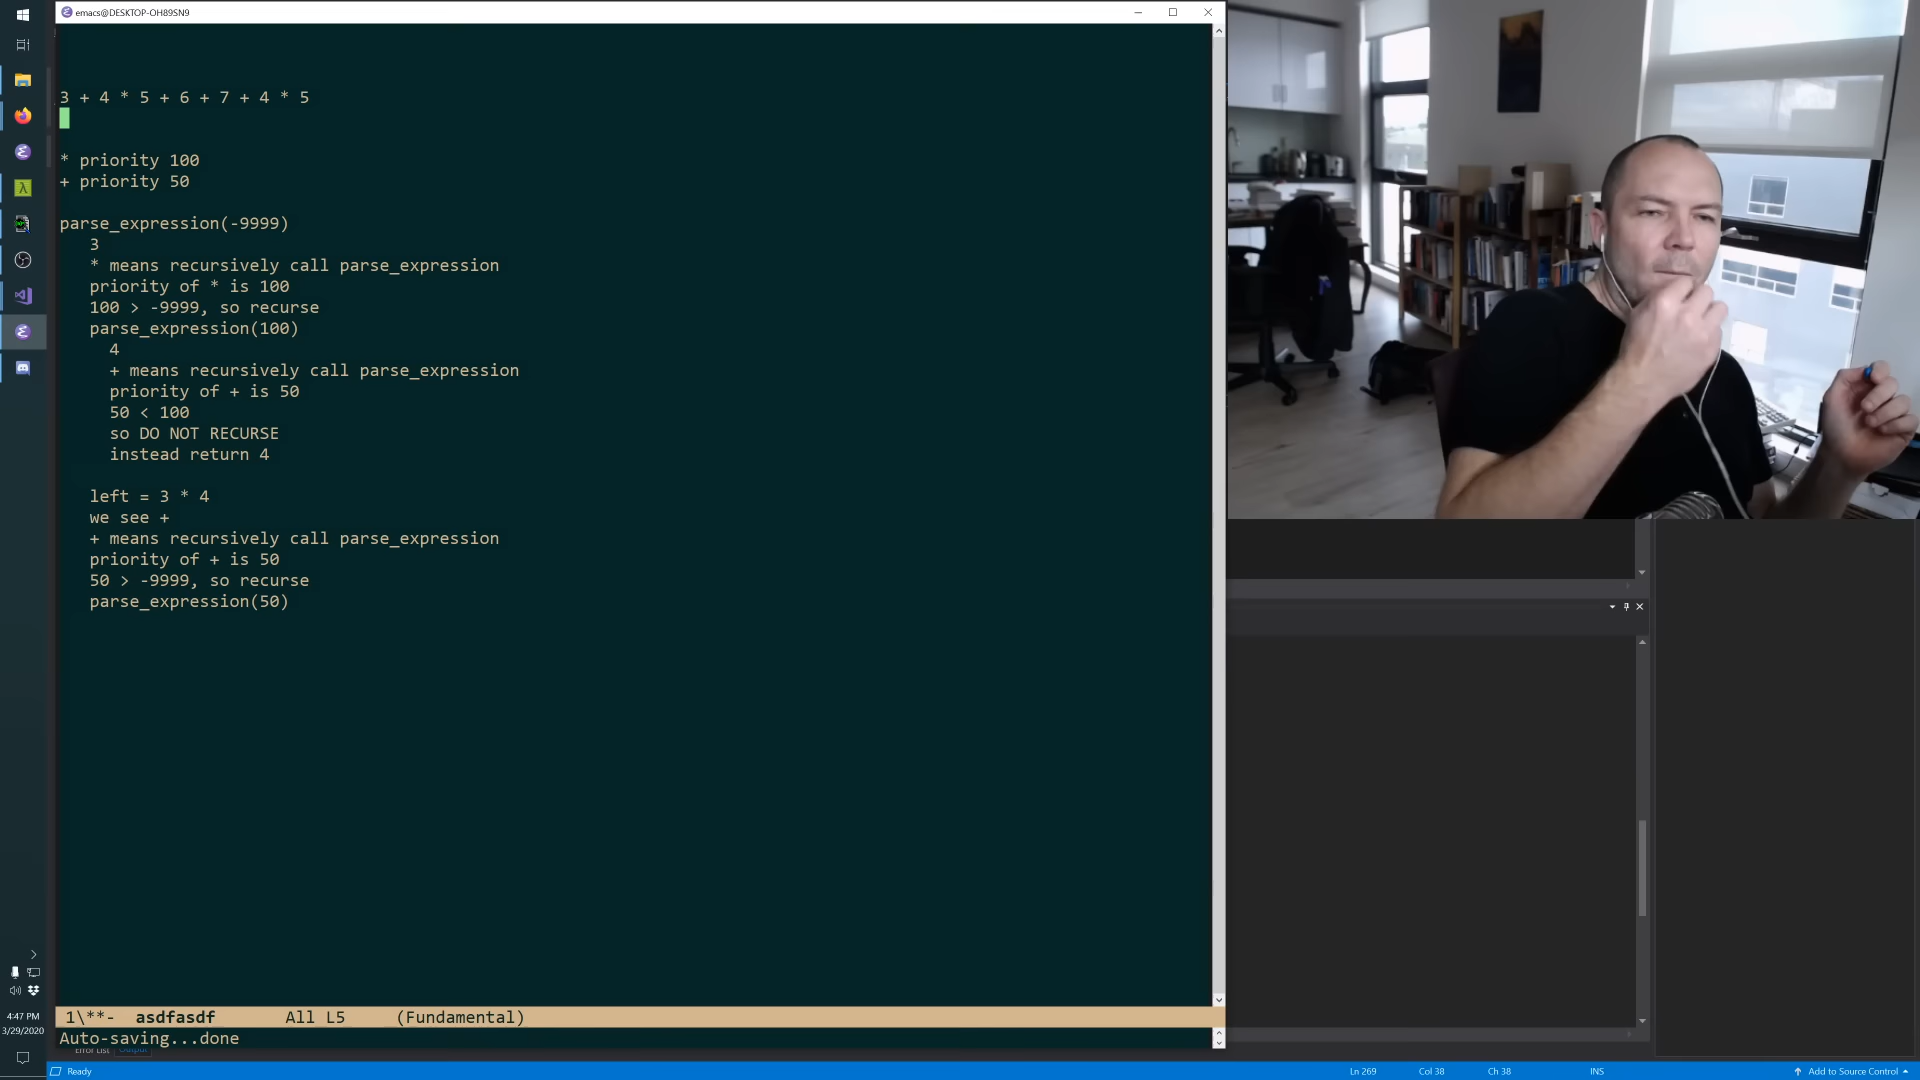 emacs@DESKTOP-OH89SN9
3 + 4 * 5 + 6 + 7 + 4 * 5
* priority 100
+ priority 50
parse_expression(-9999)
3
* means recursively call parse_expression
priority of * is 100
100 > -9999, so recurse
parse_expression(100)
4
+ means recursively call parse_expression
priority of + is 50
50 < 100
so DO NOT RECURSE
instead return 4
left = 3 * 4
we see +
+ means recursively call parse_expression
priority of + is 50
50 > -9999, so recurse
parse_expression(50)
1\**-  asdfasdf       All L5     (Fundamental)
Auto-saving...done
Error List Output
4:47 PM
3/29/2020
Ready Ln 269 Col 38 Ch 38 INS Add to Source Control